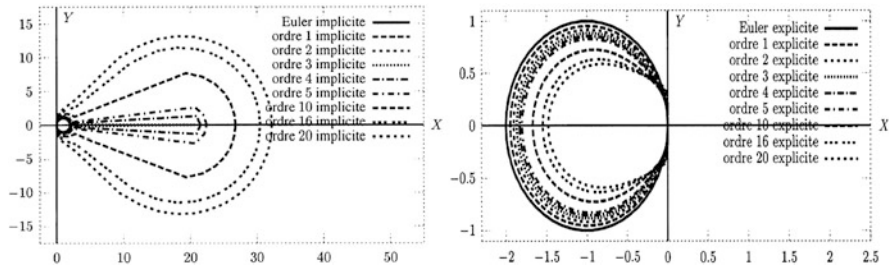 Y
Euler implicite
ordre 1 implicite
ordre 2 implicite
ordre 3 implicite
ordre 4 implicite
ordre 5 implicite
ordre 10 implicite
ordre 16 implicite
ordre 20 implicite
X
15
10
5
0
−5
−10
−15
0
10
20
30
40
50
Y
Euler explicite
ordre 1 explicite
ordre 2 explicite
ordre 3 explicite
ordre 4 explicite
ordre 5 explicite
ordre 10 explicite
ordre 16 explicite
ordre 20 explicite
X
1
0.5
0
−0.5
−1
−2
−1.5
−1
−0.5
0
0.5
1
1.5
2
2.5